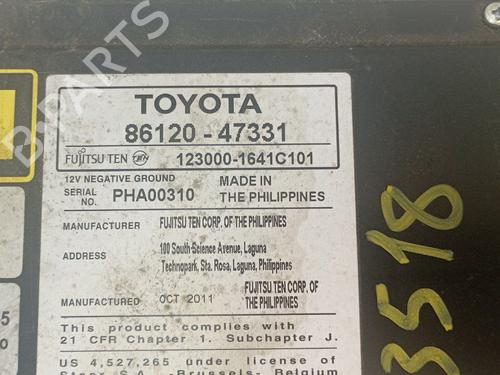 B-PARTS
TOYOTA
86120-47331
FUJITSU TEN TEN 123000-1641C101
12V NEGATIVE GROUND
SERIAL NO. PHA00310
MADE IN THE PHILIPPINES
MANUFACTURER FUJITSU TEN CORP. OF THE PHILIPPINES
ADDRESS 100 South Science Avenue, Laguna
Technopark, Sta. Rosa, Laguna, Philippines
MANUFACTURED OCT 2011 FUJITSU TEN CORP. OF THE PHILIPPINES
This product complies with
21 CFR Chapter 1. Subchapter J.
US 4,527,265 under license of
S.A. -Brussels- Belgium
3518